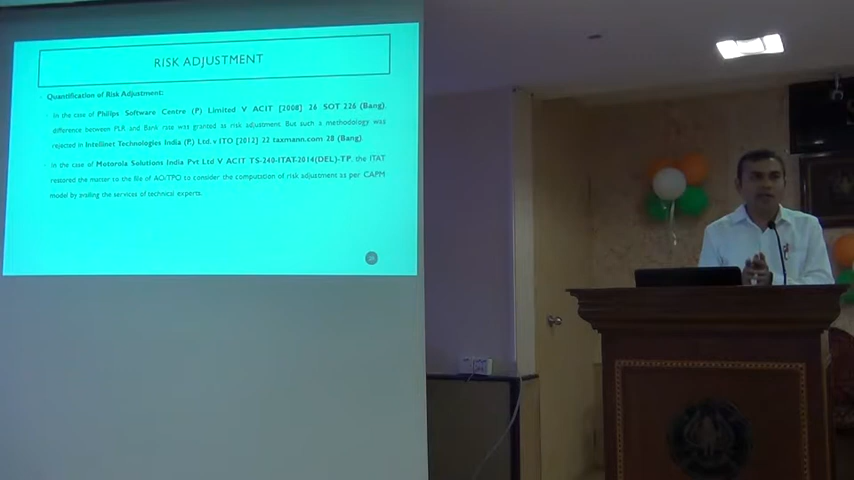 RISK ADJUSTMENT
Quantification of Risk Adjustment:
In the case of Philips Software Centre (P) Limited V ACIT [2008] 26 SOT 226 (Bang),
difference between PLR and Bank rate was granted as risk adjustment. But such a methodology was
rejected in Intellinet Technologies India (P.) Ltd. v ITO [2012] 22 taxmann.com 28 (Bang)
In the case of Motorola Solutions India Pvt Ltd V ACIT TS-240-ITAT-2014(DEL)-TP, the ITAT
restored the matter to the file of AO/TPO to consider the computation of risk adjustment as per CAPM
model by availing the services of technical experts.